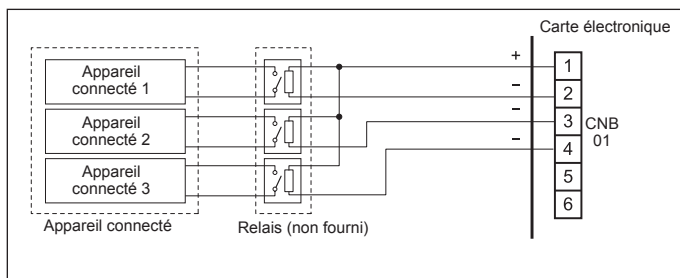 Carte électronique
Appareil
connecté 1
Appareil
connecté 2
Appareil
connecté 3
Appareil connecté
Relais (non fourni)
+
–
–
–
1
2
3
4
5
6
CNB
01